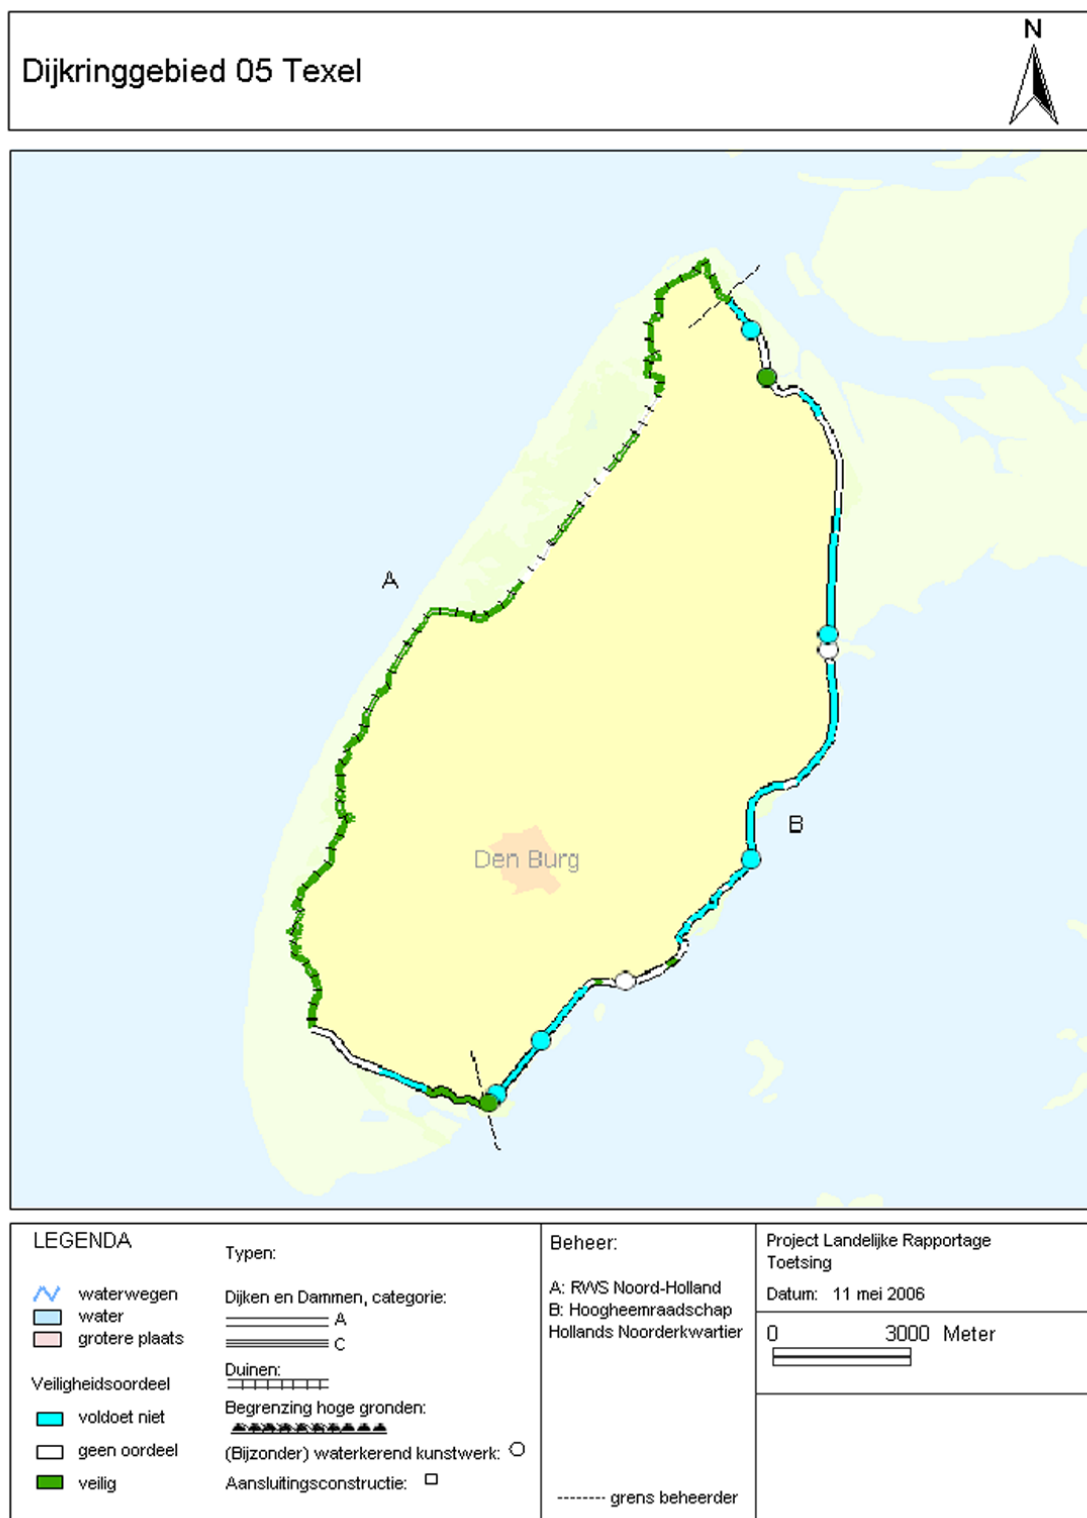 Dijkringgebied 05 Texel
N
A
Den Burg
B
LEGENDA
waterwegen
water
grotere plaats
Veiligheidsoordeel
voldoet niet
geen oordeel
veilig
Typen:
Dijken en Dammen, categorie:
A
C
Duinen:
Begrenzing hoge gronden:
(Bijzonder) waterkerend kunstwerk:
Aansluitingsconstructie:
Beheer:
A: RWS Noord-Holland
B: Hoogheemraadschap
Hollands Noorderkwartier
grens beheerder
Project Landelijke Rapportage
Toetsing
Datum: 11 mei 2006
0 3000 Meter